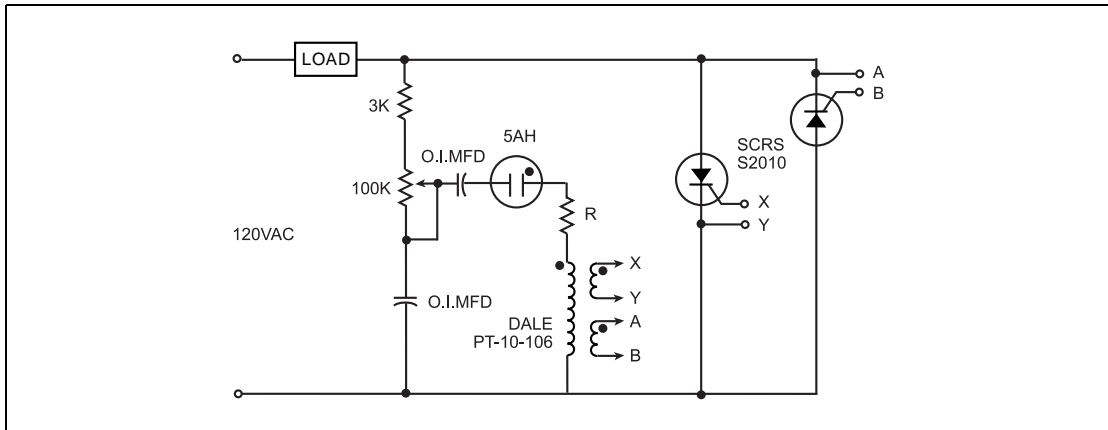 LOAD
A
B
3K
5AH
O.I.MFD
SCRS
S2010
100K
X
R
Y
120VAC
X
O.I.MFD
Y
DALE
PT-10-106
A
B